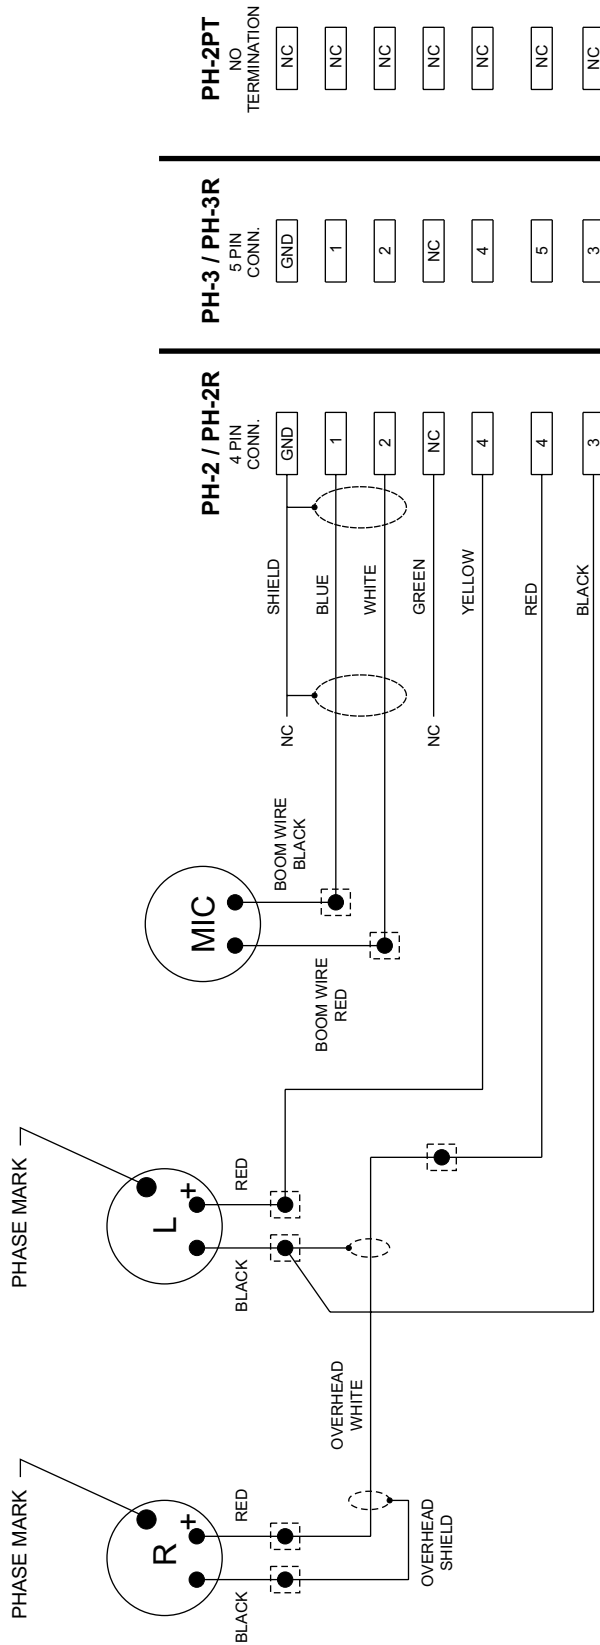 PH-2PT
NO
TERMINATION
NC
NC
NC
NC
NC
NC
NC
PH-3 / PH-3R
5 PIN
CONN.
GND
1
2
NC
4
5
3
PH-2 / PH-2R
4 PIN
CONN.
GND
1
2
NC
4
4
3
SHIELD
BLUE
WHITE
GREEN
YELLOW
RED
BLACK
NC
NC
MIC
BOOM WIRE
BLACK
BOOM WIRE
RED
PHASE MARK
L
+
RED
BLACK
OVERHEAD
WHITE
PHASE MARK
R
+
RED
BLACK
OVERHEAD
SHIELD